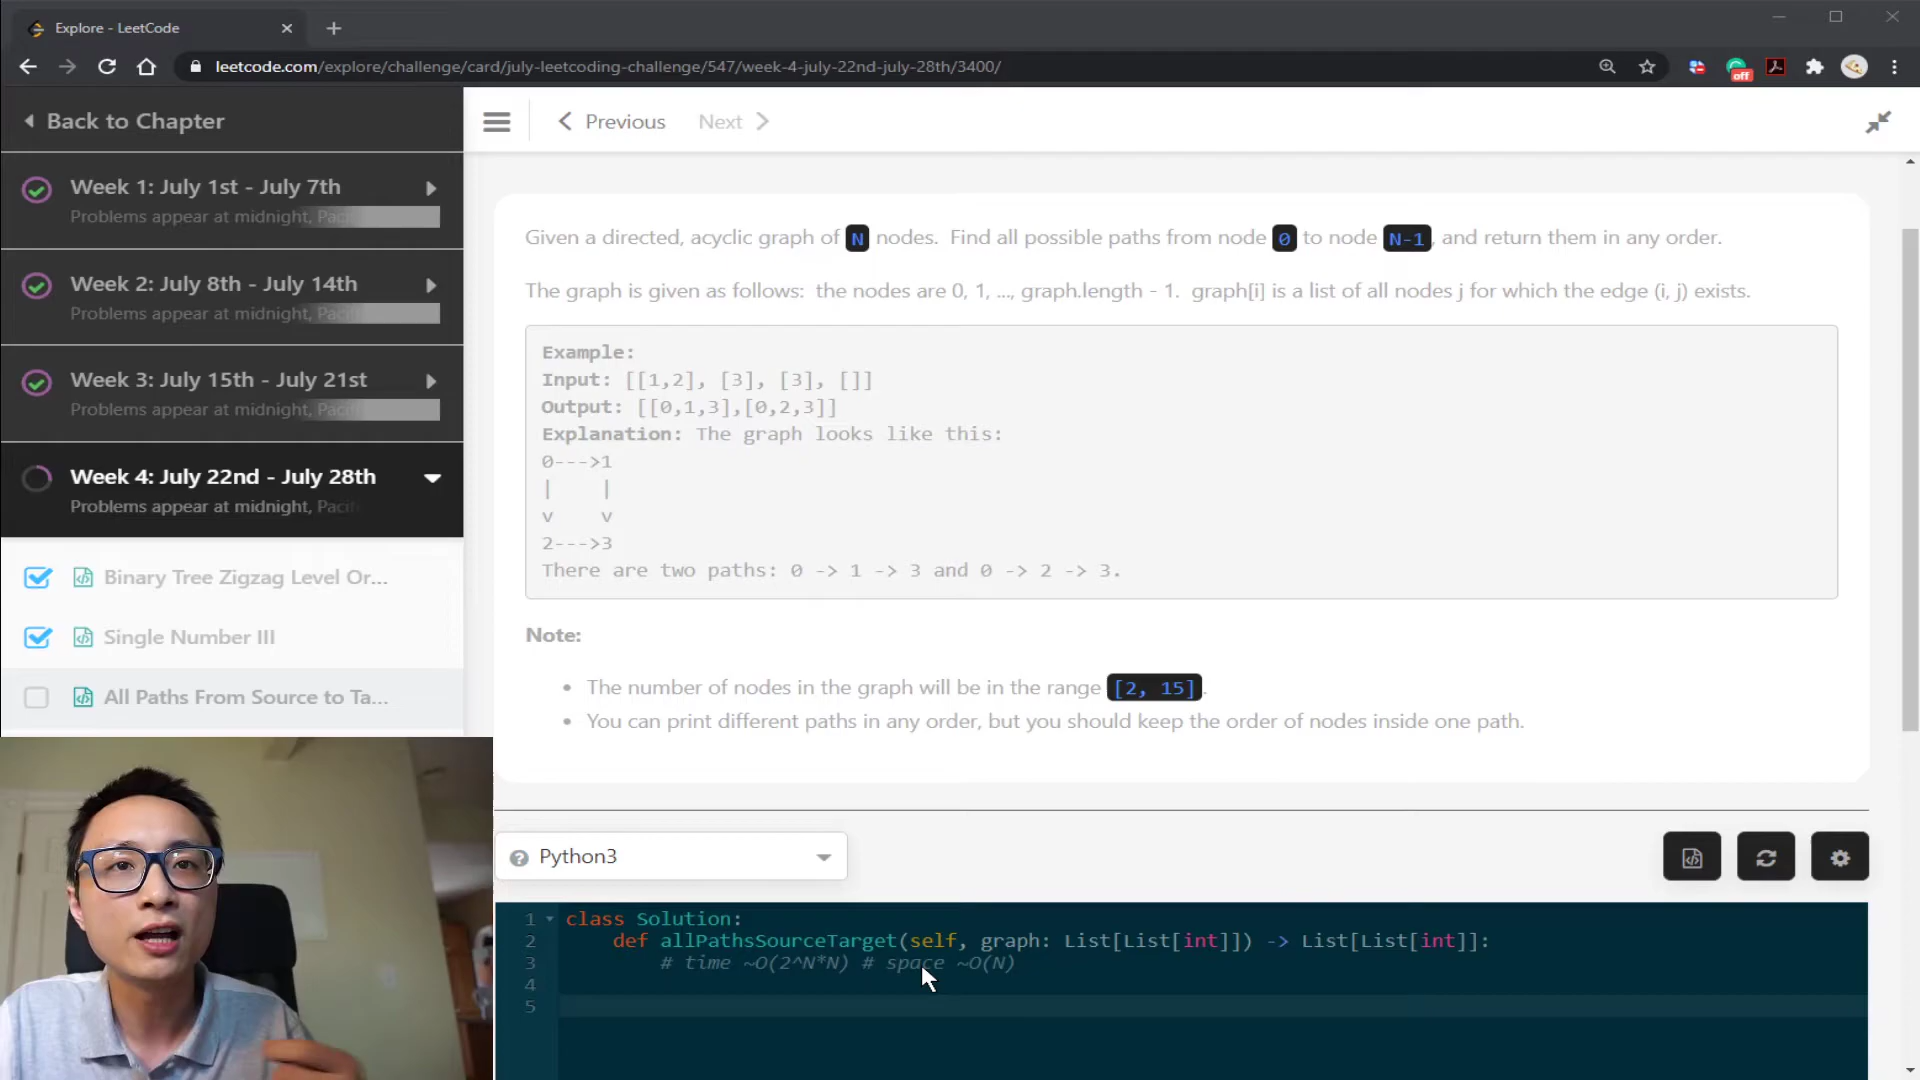 Explore - LeetCode
leetcode.com/explore/challenge/card/july-leetcoding-challenge/547/week-4-july-22nd-july-28th/3400/
off
Back to Chapter
Previous
Next
Week 1: July 1st - July 7th
Problems appear at midnight, Pacif
Week 2: July 8th - July 14th
Problems appear at midnight, Pacif
Week 3: July 15th - July 21st
Problems appear at midnight, Pacif
Week 4: July 22nd - July 28th
Problems appear at midnight, Pacif
Binary Tree Zigzag Level Or...
Single Number III
All Paths From Source to Ta...
Given a directed, acyclic graph of N nodes. Find all possible paths from node 0 to node N-1, and return them in any order.
The graph is given as follows: the nodes are 0, 1, ..., graph.length - 1. graph[i] is a list of all nodes j for which the edge (i, j) exists.
Example:
Input: [[1,2], [3], [3], []]
Output: [[0,1,3],[0,2,3]]
Explanation: The graph looks like this:
0--->1
|    |
v    v
2--->3
There are two paths: 0 -> 1 -> 3 and 0 -> 2 -> 3.
Note:
• The number of nodes in the graph will be in the range [2, 15].
• You can print different paths in any order, but you should keep the order of nodes inside one path.
Python3
1 class Solution:
2 def allPathsSourceTarget(self, graph: List[List[int]]) -> List[List[int]]:
3 # time ~O(2^N*N) # space ~O(N)
4
5